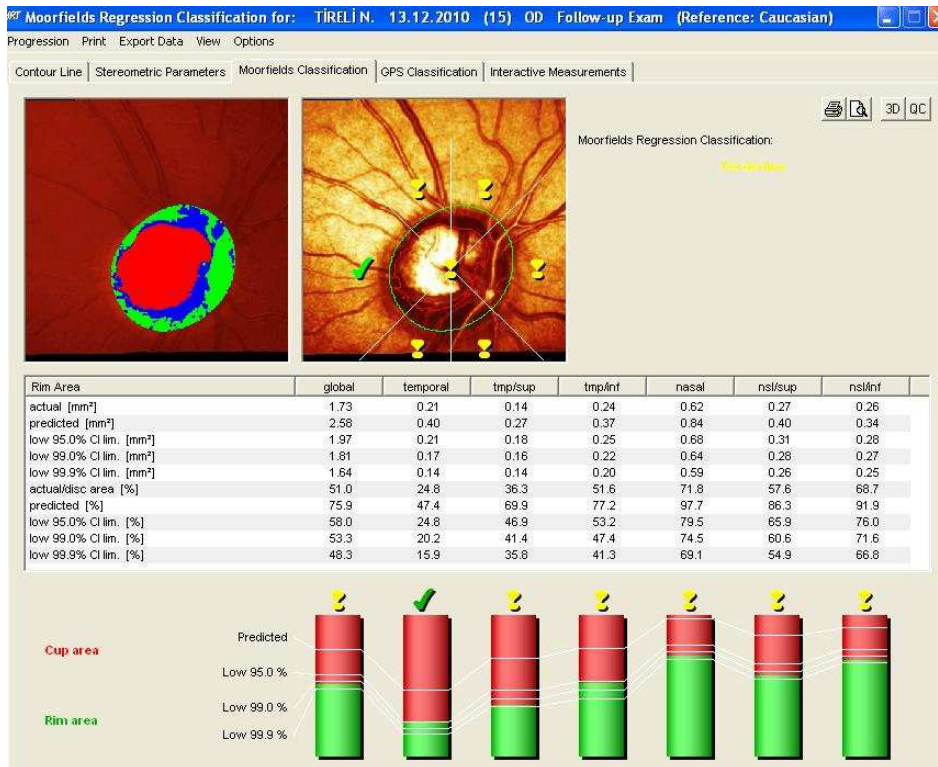 HRT Moorfields Regression Classification for: TİRELİ N. 13.12.2010 (15) OD Follow-up Exam (Reference: Caucasian)
Progression Print Export Data View Options
Contour Line Stereometric Parameters Moorfields Classification GPS Classification Interactive Measurements
3D QC
Moorfields Regression Classification:
Borderline
Rim Area global temporal tmp/sup tmp/inf nasal nsl/sup nsl/inf
actual [mm²] 1.73 0.21 0.14 0.24 0.62 0.27 0.26
predicted [mm²] 2.58 0.40 0.27 0.37 0.84 0.40 0.34
low 95.0% CI lim. [mm²] 1.97 0.21 0.18 0.25 0.68 0.31 0.28
low 99.0% CI lim. [mm²] 1.81 0.17 0.16 0.22 0.64 0.28 0.27
low 99.9% CI lim. [mm²] 1.64 0.14 0.14 0.20 0.59 0.26 0.25
actual/disc area [%] 51.0 24.8 36.3 51.6 71.8 57.6 68.7
predicted [%] 75.9 47.4 69.9 77.2 97.7 86.3 91.9
low 95.0% CI lim. [%] 58.0 24.8 46.9 53.2 79.5 65.9 76.0
low 99.0% CI lim. [%] 53.3 20.2 41.4 47.4 74.5 60.6 71.6
low 99.9% CI lim. [%] 48.3 15.9 35.8 41.3 69.1 54.9 66.8
Predicted
Cup area
Low 95.0 %
Low 99.0 %
Rim area
Low 99.9 %